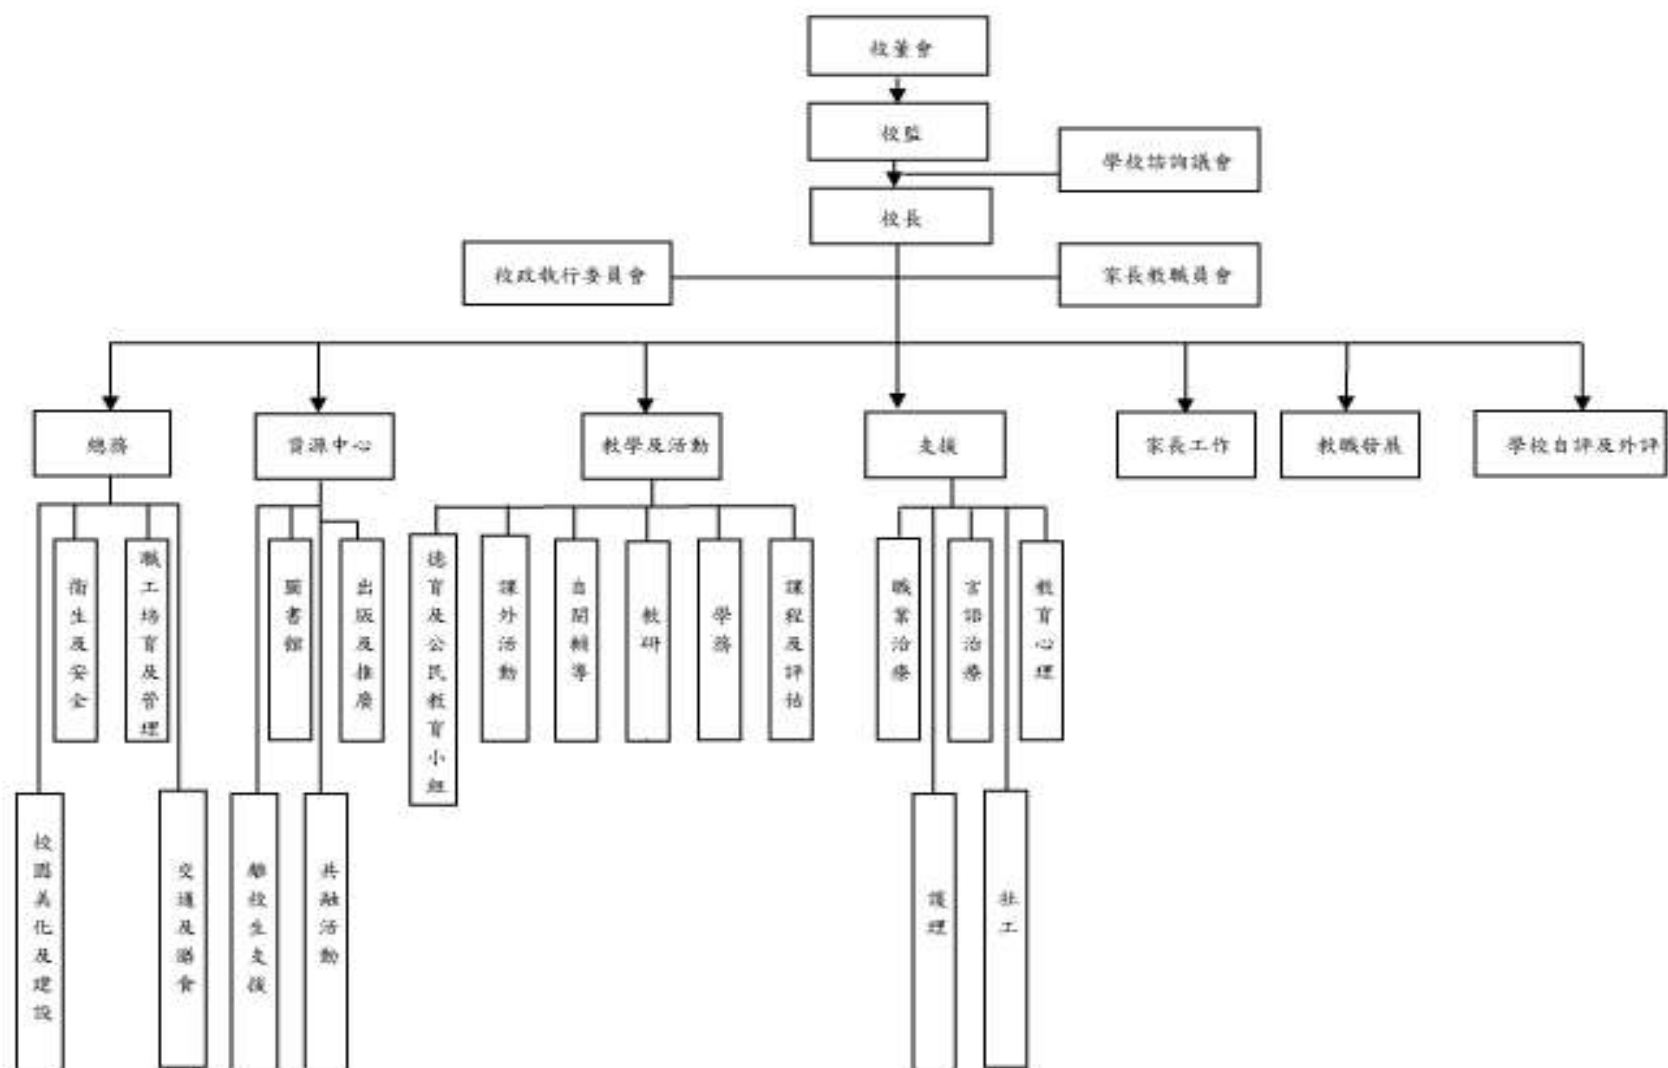 校董會
校監
學校諮詢議會
校長
校政執行委員會
家長教職員會
總務
資源中心
教學及活動
支援
家長工作
教職發展
學校自評及外評
衞生及安全
職工培育及管理
圖書館
出版及推廣
德育及公民教育小組
課外活動
自閉輔導
教研
學務
課程及評估
職業治療
言語治療
教育心理
校園美化及建設
交通及膳食
離校生支援
共融活動
護理
社工